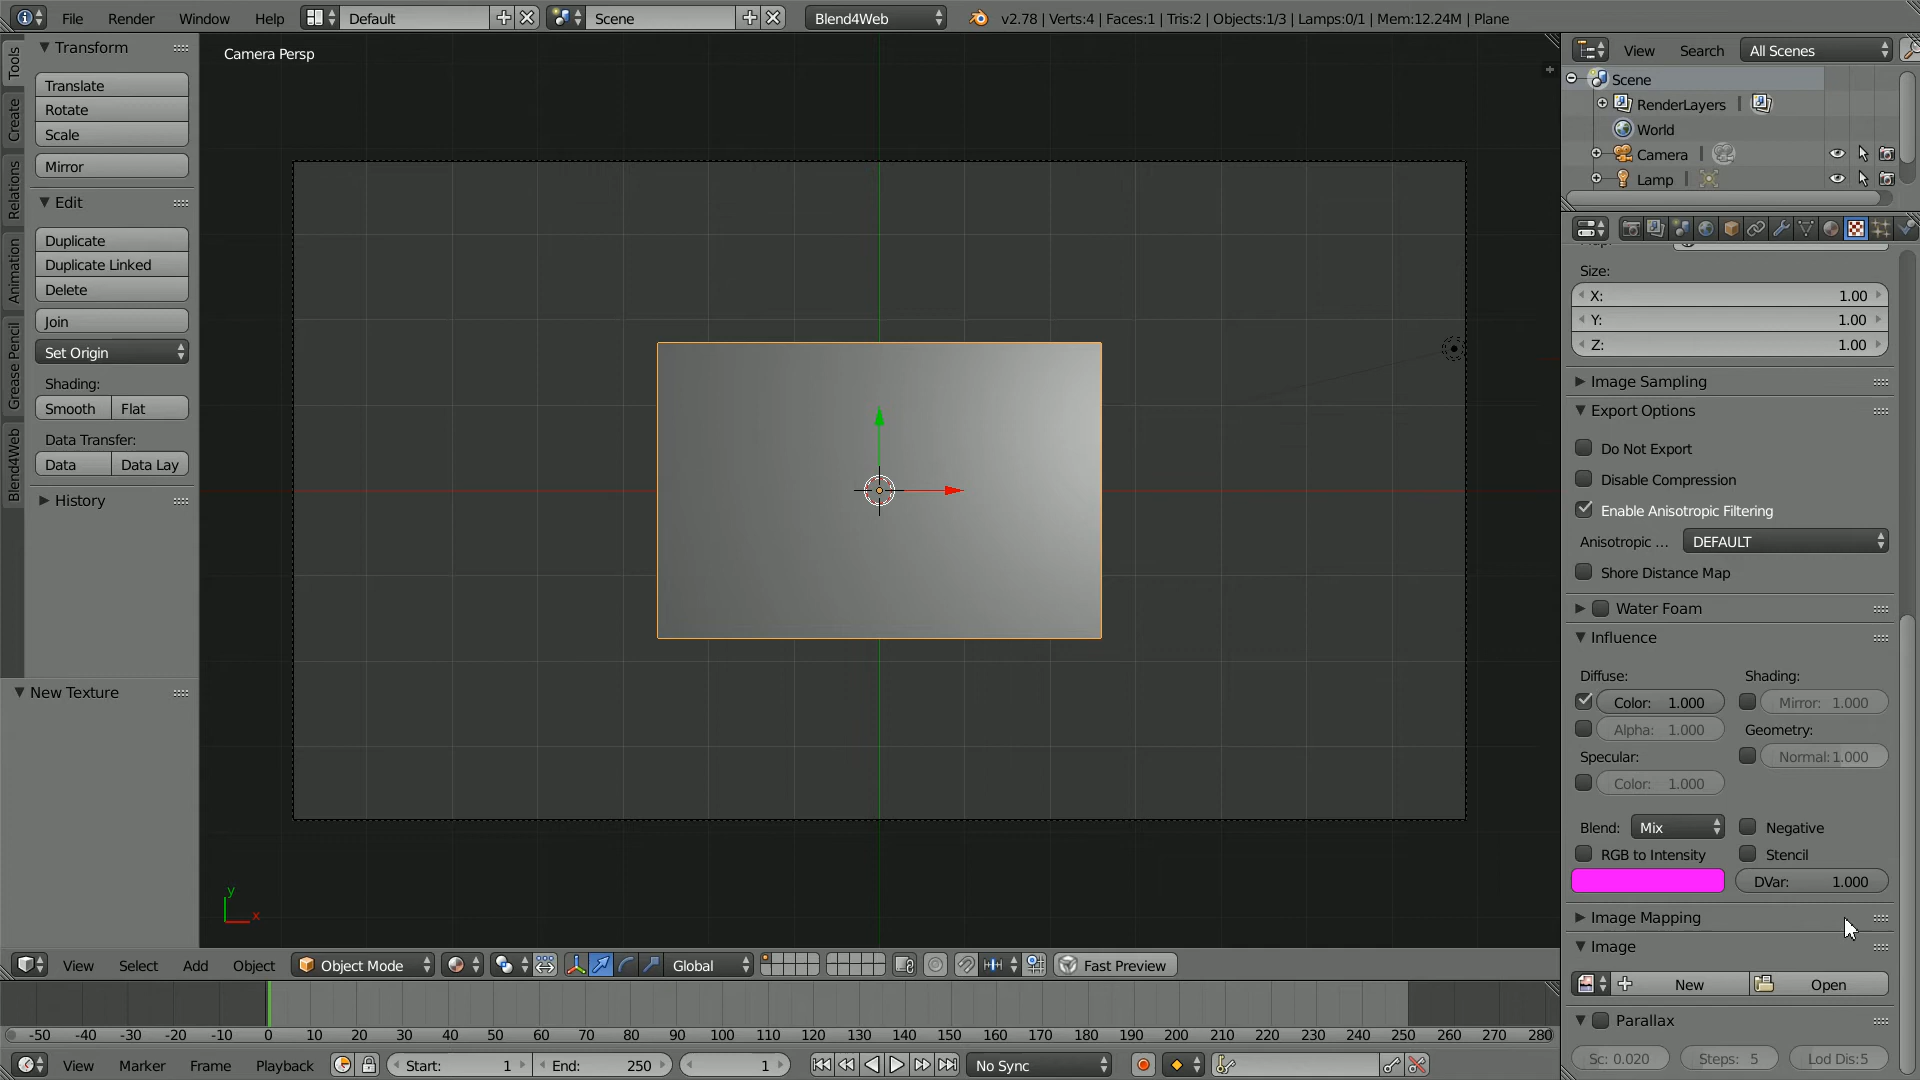 File Render Window Help Default Scene Blend4Web v2.78 | Verts:4 | Faces:1 | Tris:2 | Objects:1/3 | Lamps:0/1 | Mem:12.24M | Plane
Tools
Create
Relations
Animation
Grease Pencil
Blend4Web
Transform
Translate
Rotate
Scale
Mirror
Edit
Duplicate
Duplicate Linked
Delete
Join
Set Origin
Shading:
Smooth Flat
Data Transfer:
Data Data Lay
History
New Texture
Camera Persp
y
x
View Search All Scenes
Scene
RenderLayers |
World
Camera |
Lamp |
Size:
X: 1.00
Y: 1.00
Z: 1.00
Image Sampling
Export Options
Do Not Export
Disable Compression
Enable Anisotropic Filtering
Anisotropic ... DEFAULT
Shore Distance Map
Water Foam
Influence
Diffuse: Shading:
Color: 1.000 Mirror: 1.000
Alpha: 1.000 Geometry:
Specular: Normal: 1.000
Color: 1.000
Blend: Mix Negative
RGB to Intensity Stencil
DVar: 1.000
Image Mapping
Image
New Open
Parallax
Sc: 0.020 Steps: 5 Lod Dis:5
View Select Add Object Object Mode Global Fast Preview
-50 -40 -30 -20 -10 0 10 20 30 40 50 60 70 80 90 100 110 120 130 140 150 160 170 180 190 200 210 220 230 240 250 260 270 280
View Marker Frame Playback Start: 1 End: 250 1 No Sync